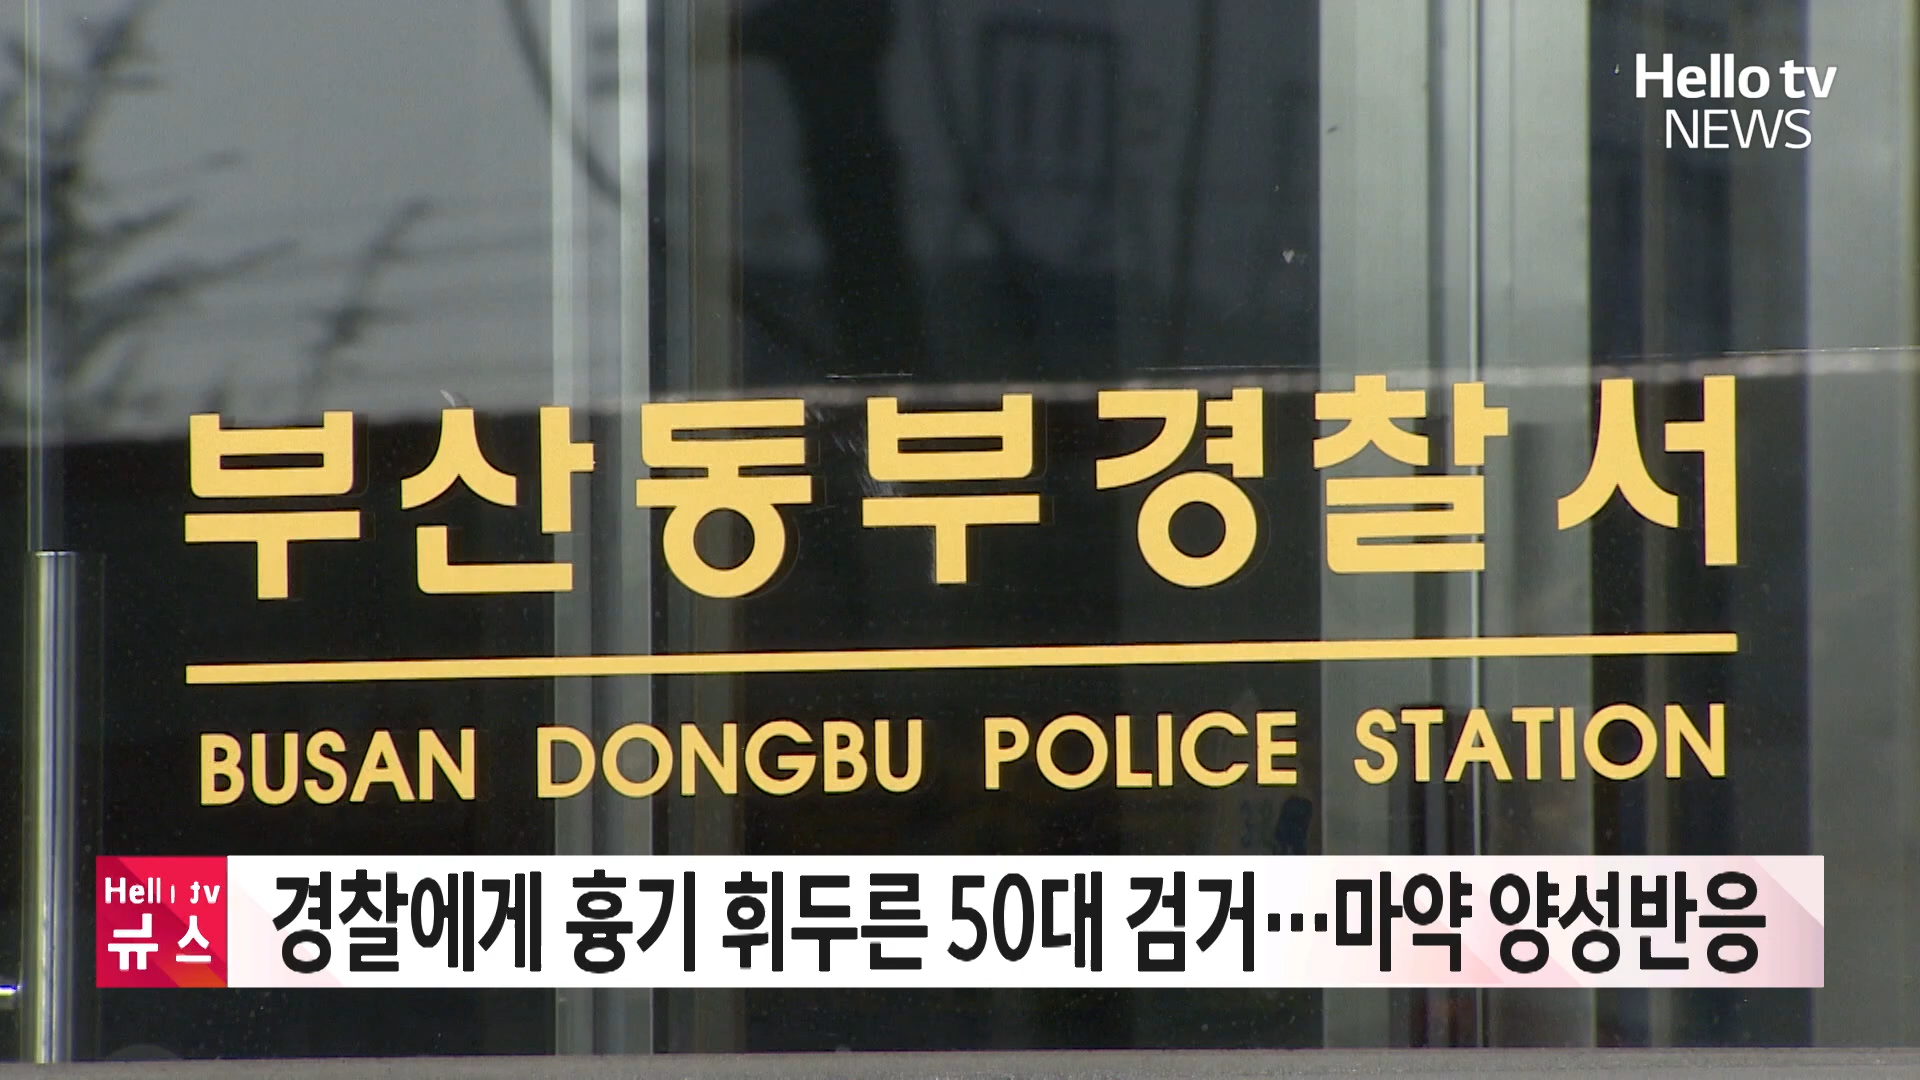 Hello tv
NEWS
부산동부경찰서
BUSAN DONGBU POLICE STATION
Hello tv
뉴스
경찰에게 흉기 휘두른 50대 검거…마약 양성반응